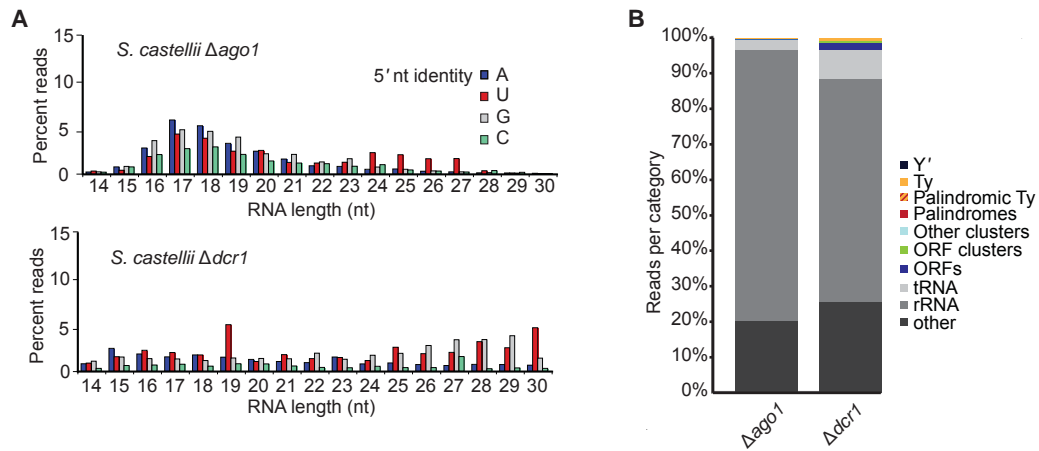 A
S. castellii Δago1
Percent reads
15
10
5
0
5′ nt identity
A
U
G
C
14 15 16 17 18 19 20 21 22 23 24 25 26 27 28 29 30
RNA length (nt)
S. castellii Δdcr1
Percent reads
15
10
5
0
14 15 16 17 18 19 20 21 22 23 24 25 26 27 28 29 30
RNA length (nt)
B
Reads per category
100%
90%
80%
70%
60%
50%
40%
30%
20%
10%
0%
Δago1
Δdcr1
Y′
Ty
Palindromic Ty
Palindromes
Other clusters
ORF clusters
ORFs
tRNA
rRNA
other